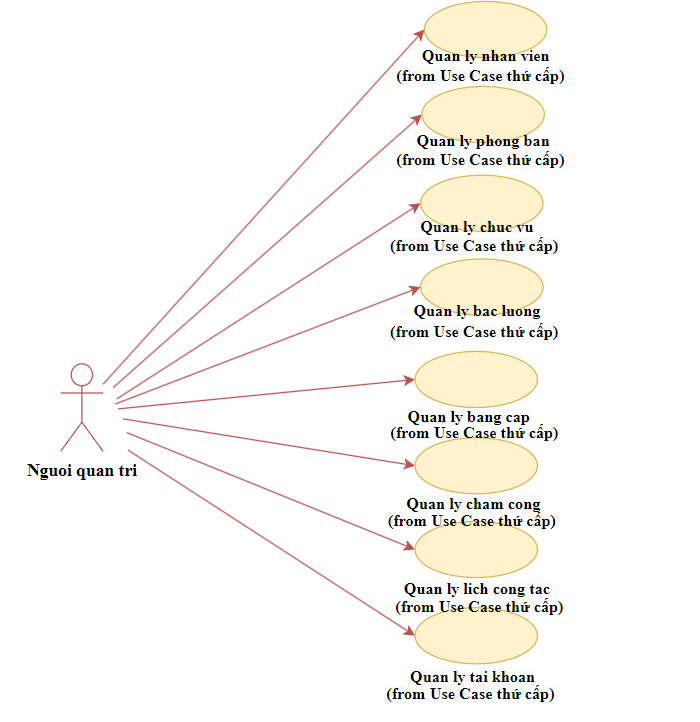 Quan ly nhan vien
(from Use Case thứ cấp)
Quan ly phong ban
(from Use Case thứ cấp)
Quan ly chuc vu
(from Use Case thứ cấp)
Quan ly bac luong
(from Use Case thứ cấp)
Quan ly bang cap
(from Use Case thứ cấp)
Nguoi quan tri
Quan ly cham cong
(from Use Case thứ cấp)
Quan ly lich cong tac
(from Use Case thứ cấp)
Quan ly tai khoan
(from Use Case thứ cấp)